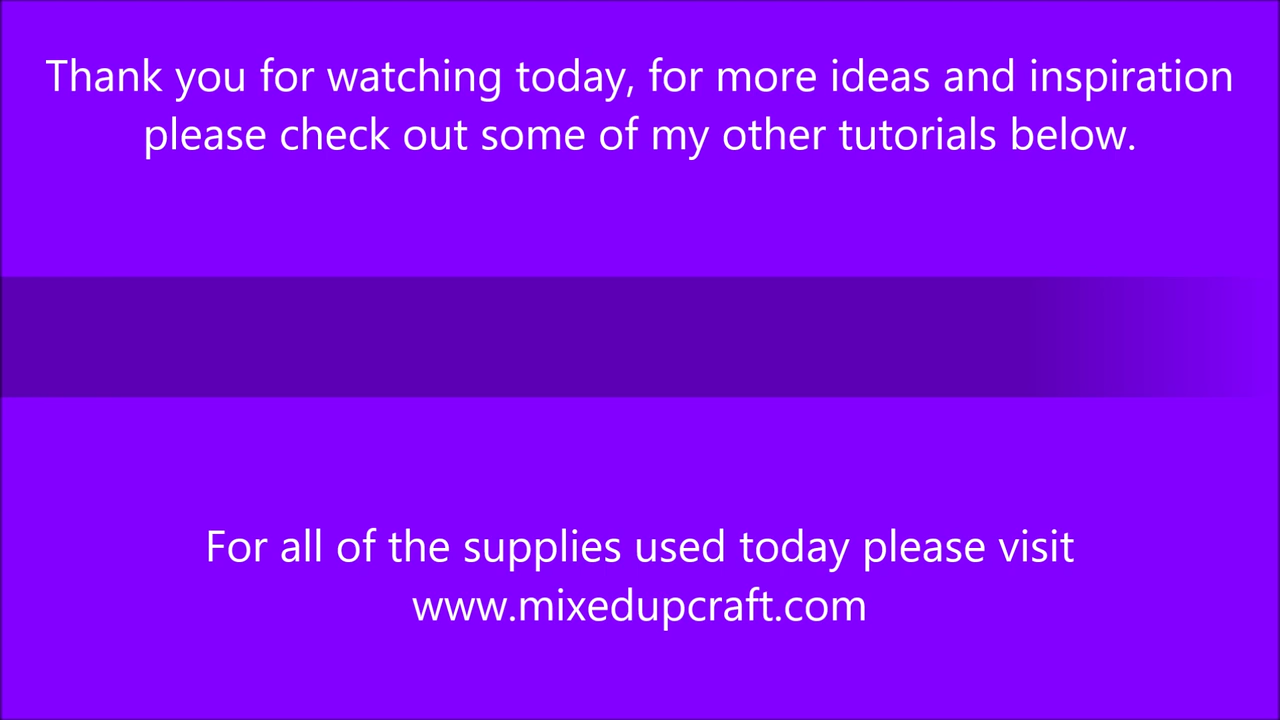 Thank you for watching today, for more ideas and inspiration
please check out some of my other tutorials below.
For all of the supplies used today please visit
www.mixedupcraft.com